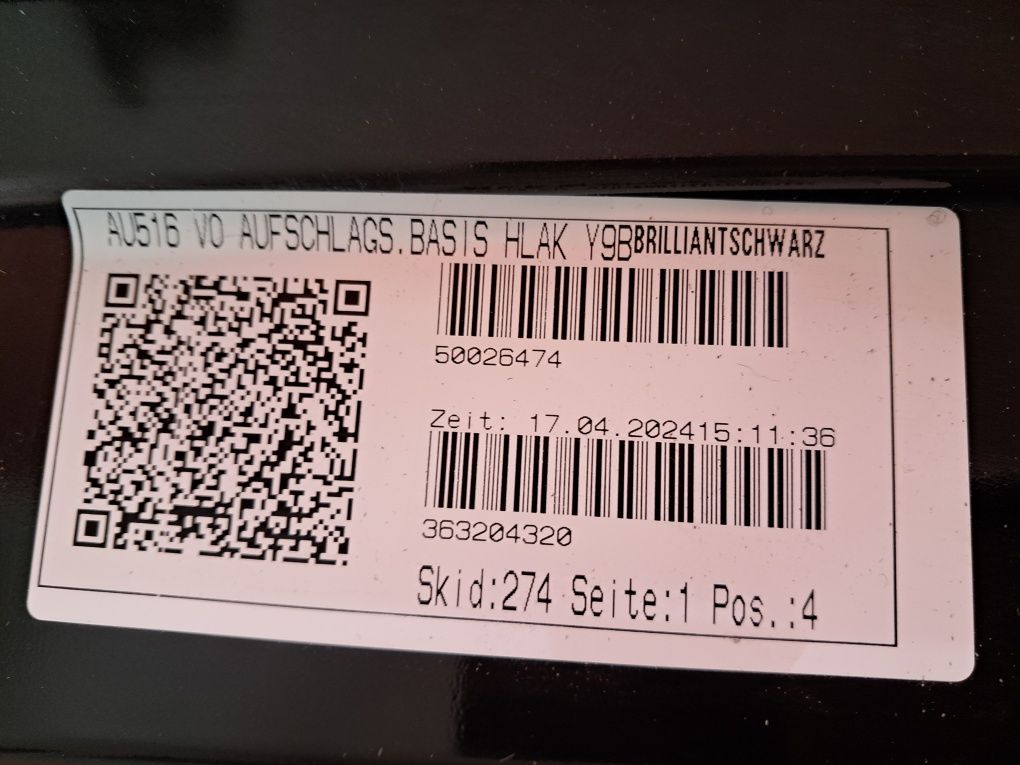 AU516 VO AUFSCHLAGS.BASIS HLAK Y9BBRILLIANTSCHWARZ
50026474
Zeit: 17.04.202415:11:36
363204320
Skid:274 Seite:1 Pos.:4